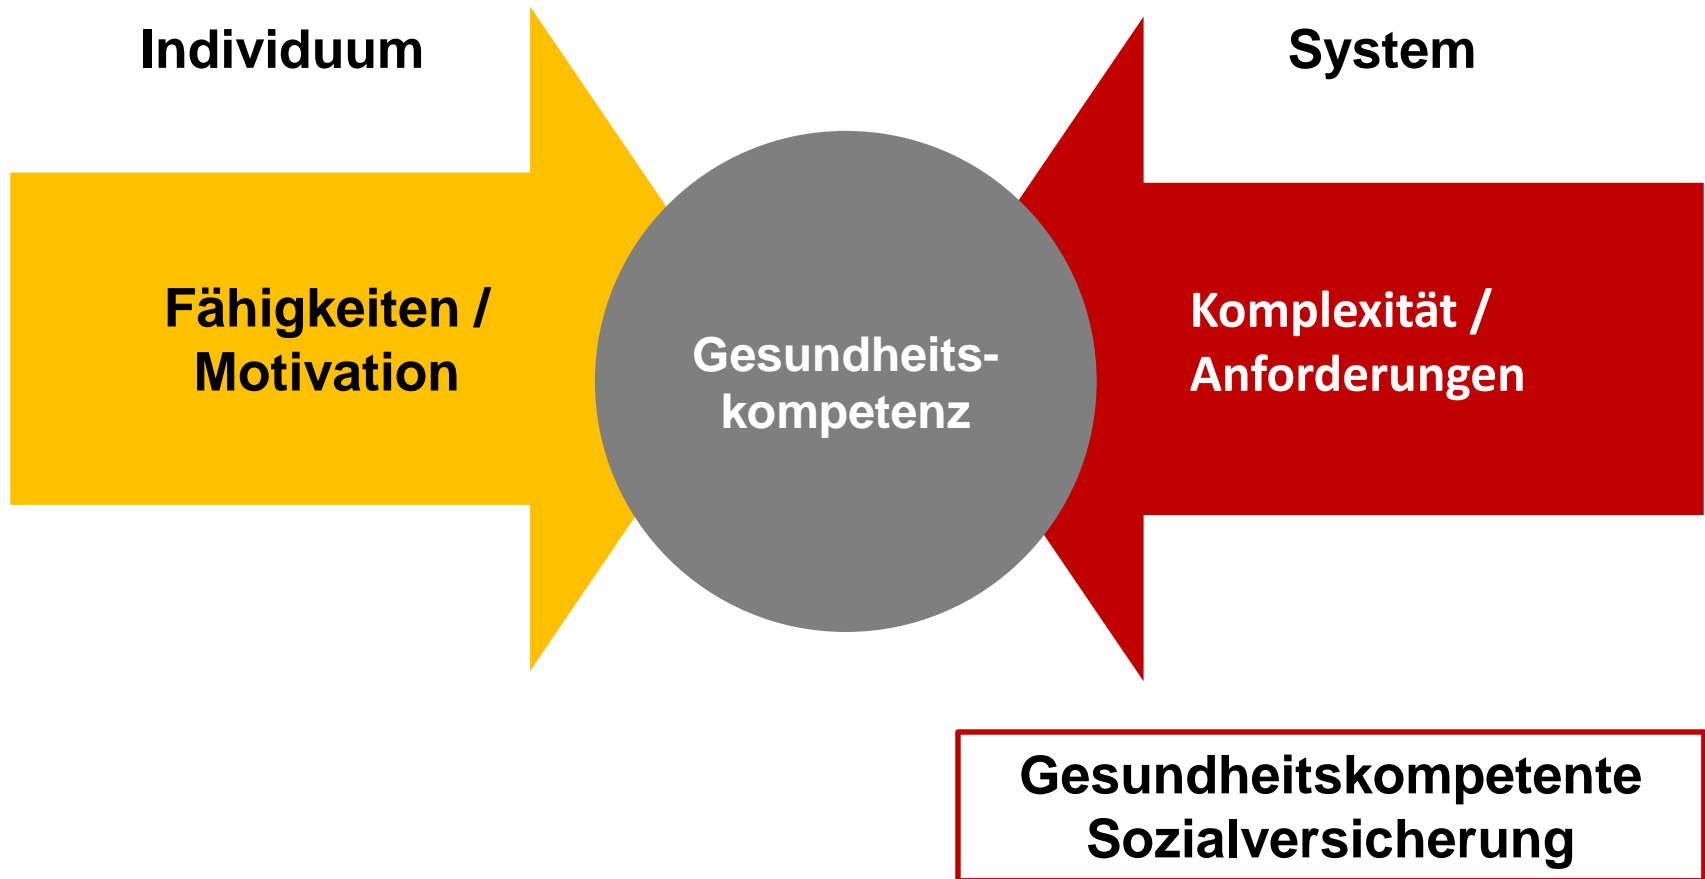 Individuum
System
Fähigkeiten /
Motivation
Gesundheits-
kompetenz
Komplexität /
Anforderungen
Gesundheitskompetente
Sozialversicherung